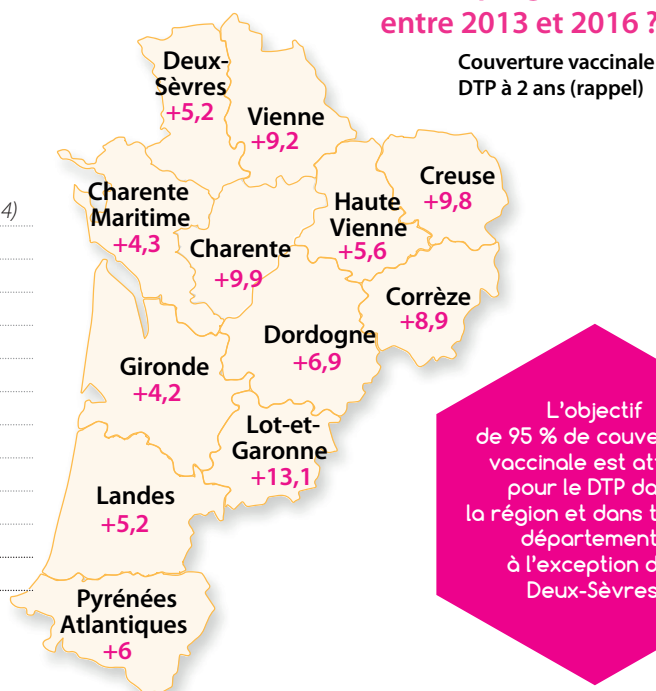 entre 2013 et 2016 ?
Couverture vaccinale
DTP à 2 ans (rappel)
Deux-
Sèvres
+5,2
Vienne
+9,2
Creuse
+9,8
4)
Charente
Maritime
+4,3
Haute
Vienne
+5,6
Charente
+9,9
Corrèze
+8,9
Dordogne
+6,9
Gironde
+4,2
Lot-et-
Garonne
+13,1
Landes
+5,2
Pyrénées
Atlantiques
+6
L'objectif
de 95 % de couve
vaccinale est at
pour le DTP da
la région et dans t
département
à l'exception d
Deux-Sèvres